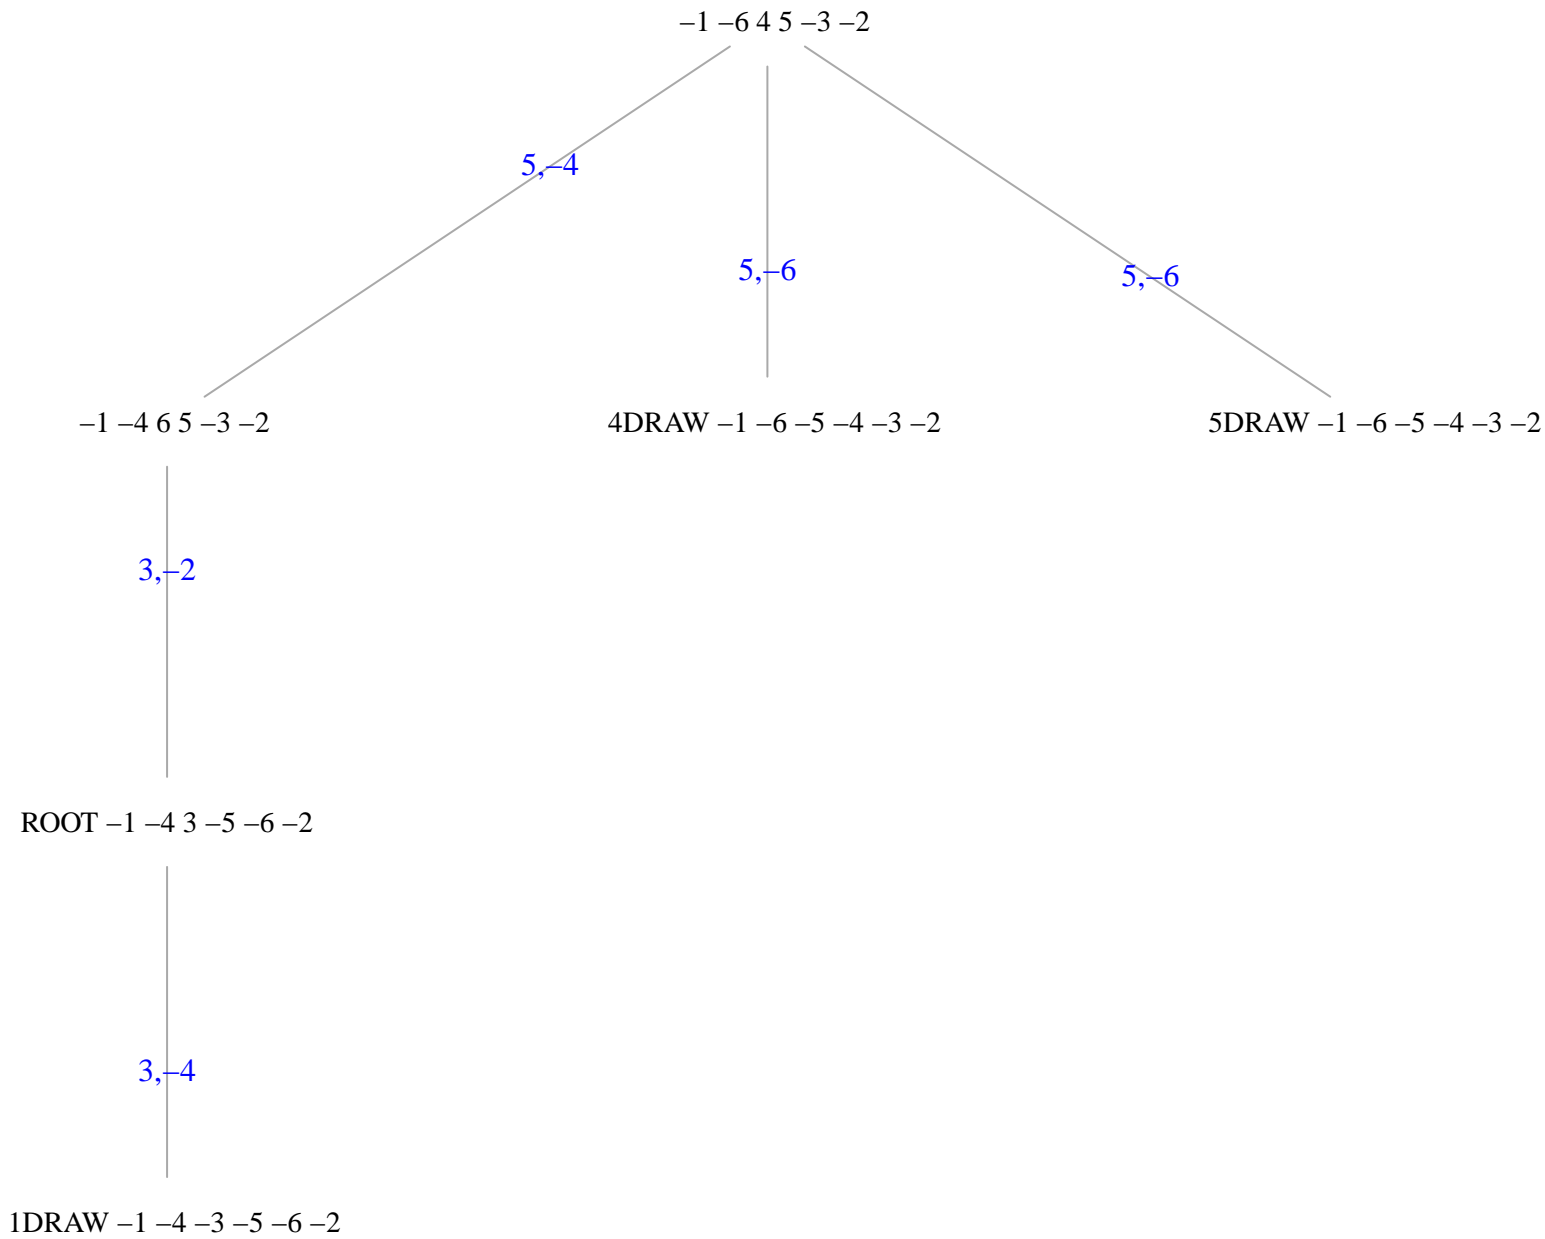 –1 –6 4 5 –3 –2
5,–4
5,–6
5,–6
–1 –4 6 5 –3 –2
4DRAW –1 –6 –5 –4 –3 –2
5DRAW –1 –6 –5 –4 –3 –2
3,–2
ROOT –1 –4 3 –5 –6 –2
3,–4
1DRAW –1 –4 –3 –5 –6 –2